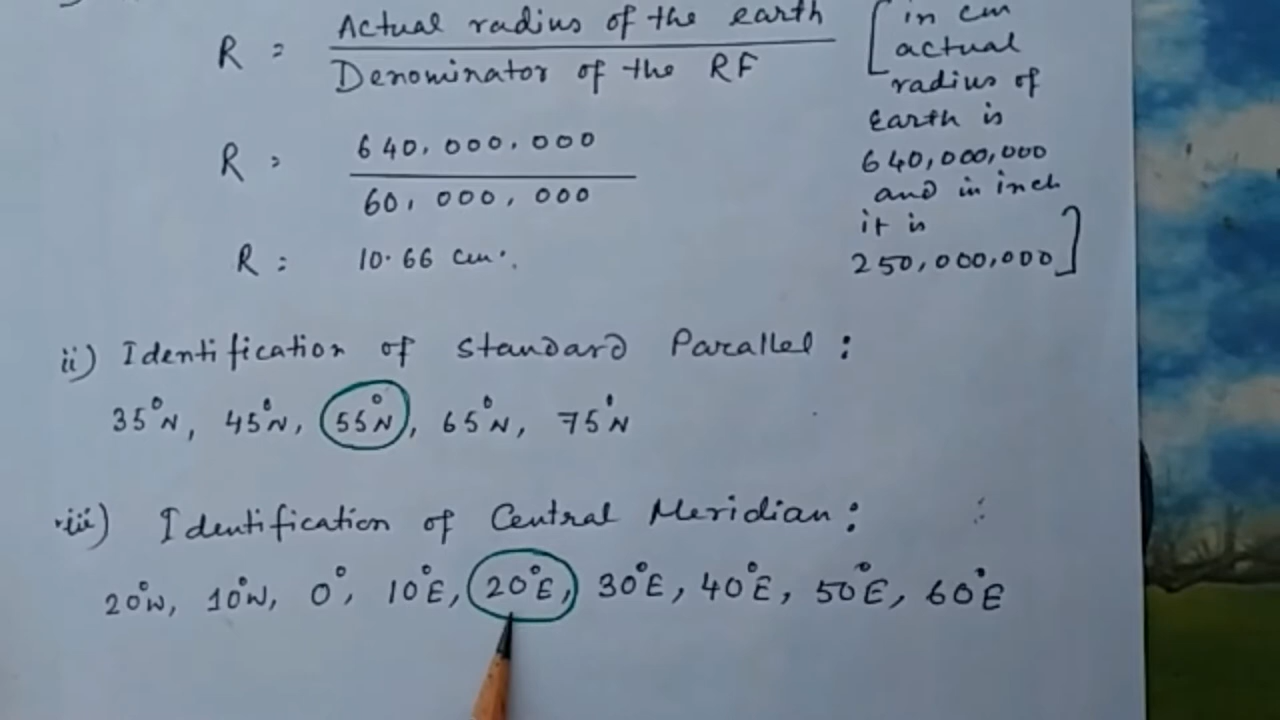 R = Actual radius of the earth
Denominator of the RF
[in cm
actual
radius of
Earth is
640,000,000
and in inch
it is
250,000,000]
R = 640,000,000
60,000,000
R = 10.66 cm.
ii) Identification of Standard Parallel :
35°N, 45°N, 55°N, 65°N, 75°N
iii) Identification of Central Meridian :
20°W, 10°W, 0°, 10°E, 20°E, 30°E, 40°E, 50°E, 60°E